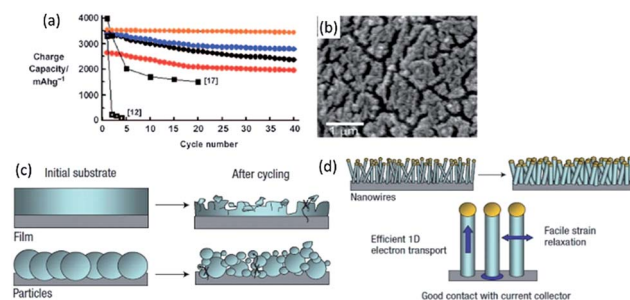 (a)
Charge
Capacity/
mAhg⁻¹
4000
3000
2000
1000
0
[17]
[12]
0 5 10 15 20 25 30 35 40
Cycle number
(b)
1 µm
(c)
Initial substrate
After cycling
Film
Particles
(d)
Nanowires
Efficient 1D
electron transport
Facile strain
relaxation
Good contact with current collector